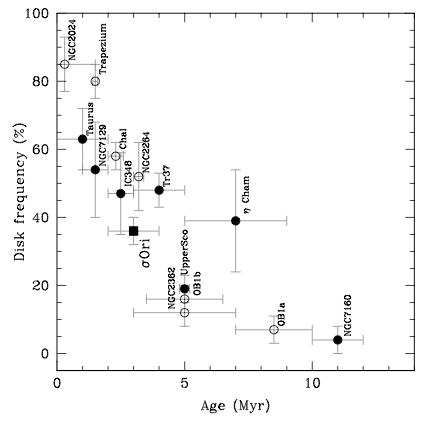 100
80
60
40
20
0
Disk frequency (%)
NGC2024
Trapezium
Taurus
NGC7129
Cha1
IC348
NGC2264
Tr37
σOri
η Cham
UpperSco
OB1b
NGC2362
OB1a
NGC7160
0
5
10
Age (Myr)